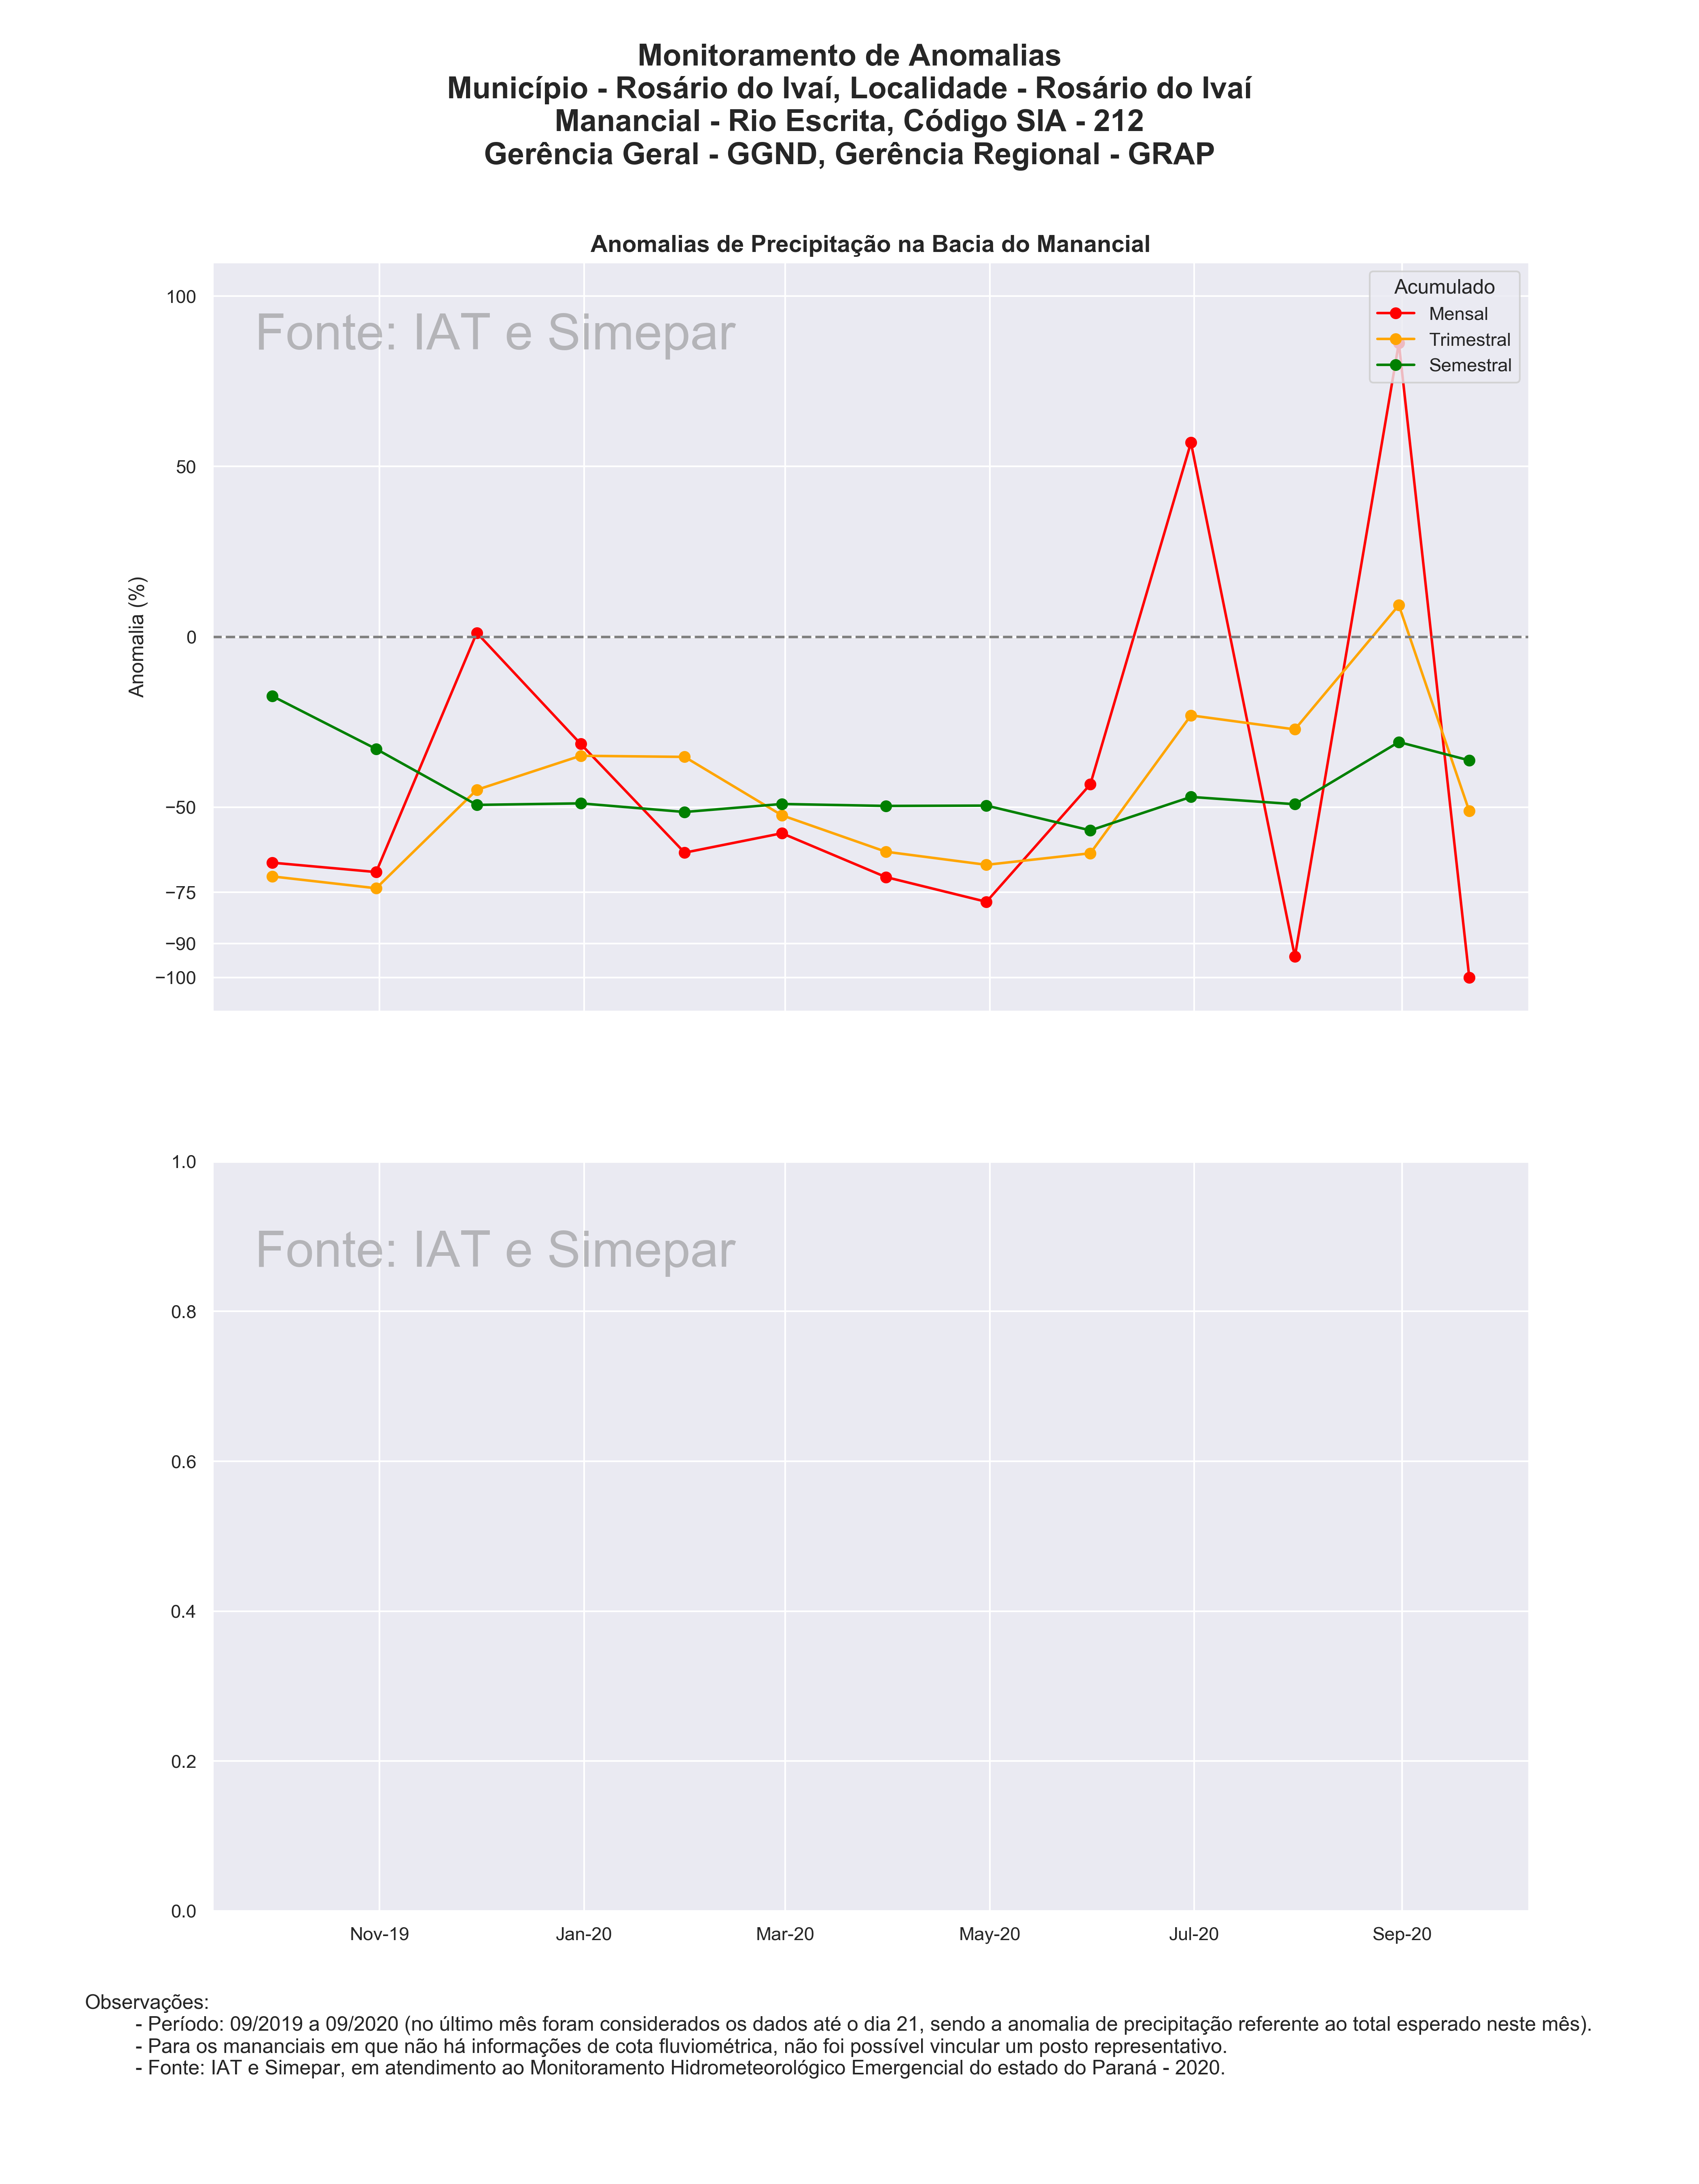 Monitoramento de Anomalias
Município - Rosário do Ivaí, Localidade - Rosário do Ivaí
Manancial - Rio Escrita, Código SIA - 212
Gerência Geral - GGND, Gerência Regional - GRAP
Anomalias de Precipitação na Bacia do Manancial
Fonte: IAT e Simepar
Acumulado
Mensal
Trimestral
Semestral
Anomalia (%)
100
50
0
−50
−75
−90
−100
Fonte: IAT e Simepar
1.0
0.8
0.6
0.4
0.2
0.0
Nov-19 Jan-20 Mar-20 May-20 Jul-20 Sep-20
Observações:
- Período: 09/2019 a 09/2020 (no último mês foram considerados os dados até o dia 21, sendo a anomalia de precipitação referente ao total esperado neste mês).
- Para os mananciais em que não há informações de cota fluviométrica, não foi possível vincular um posto representativo.
- Fonte: IAT e Simepar, em atendimento ao Monitoramento Hidrometeorológico Emergencial do estado do Paraná - 2020.